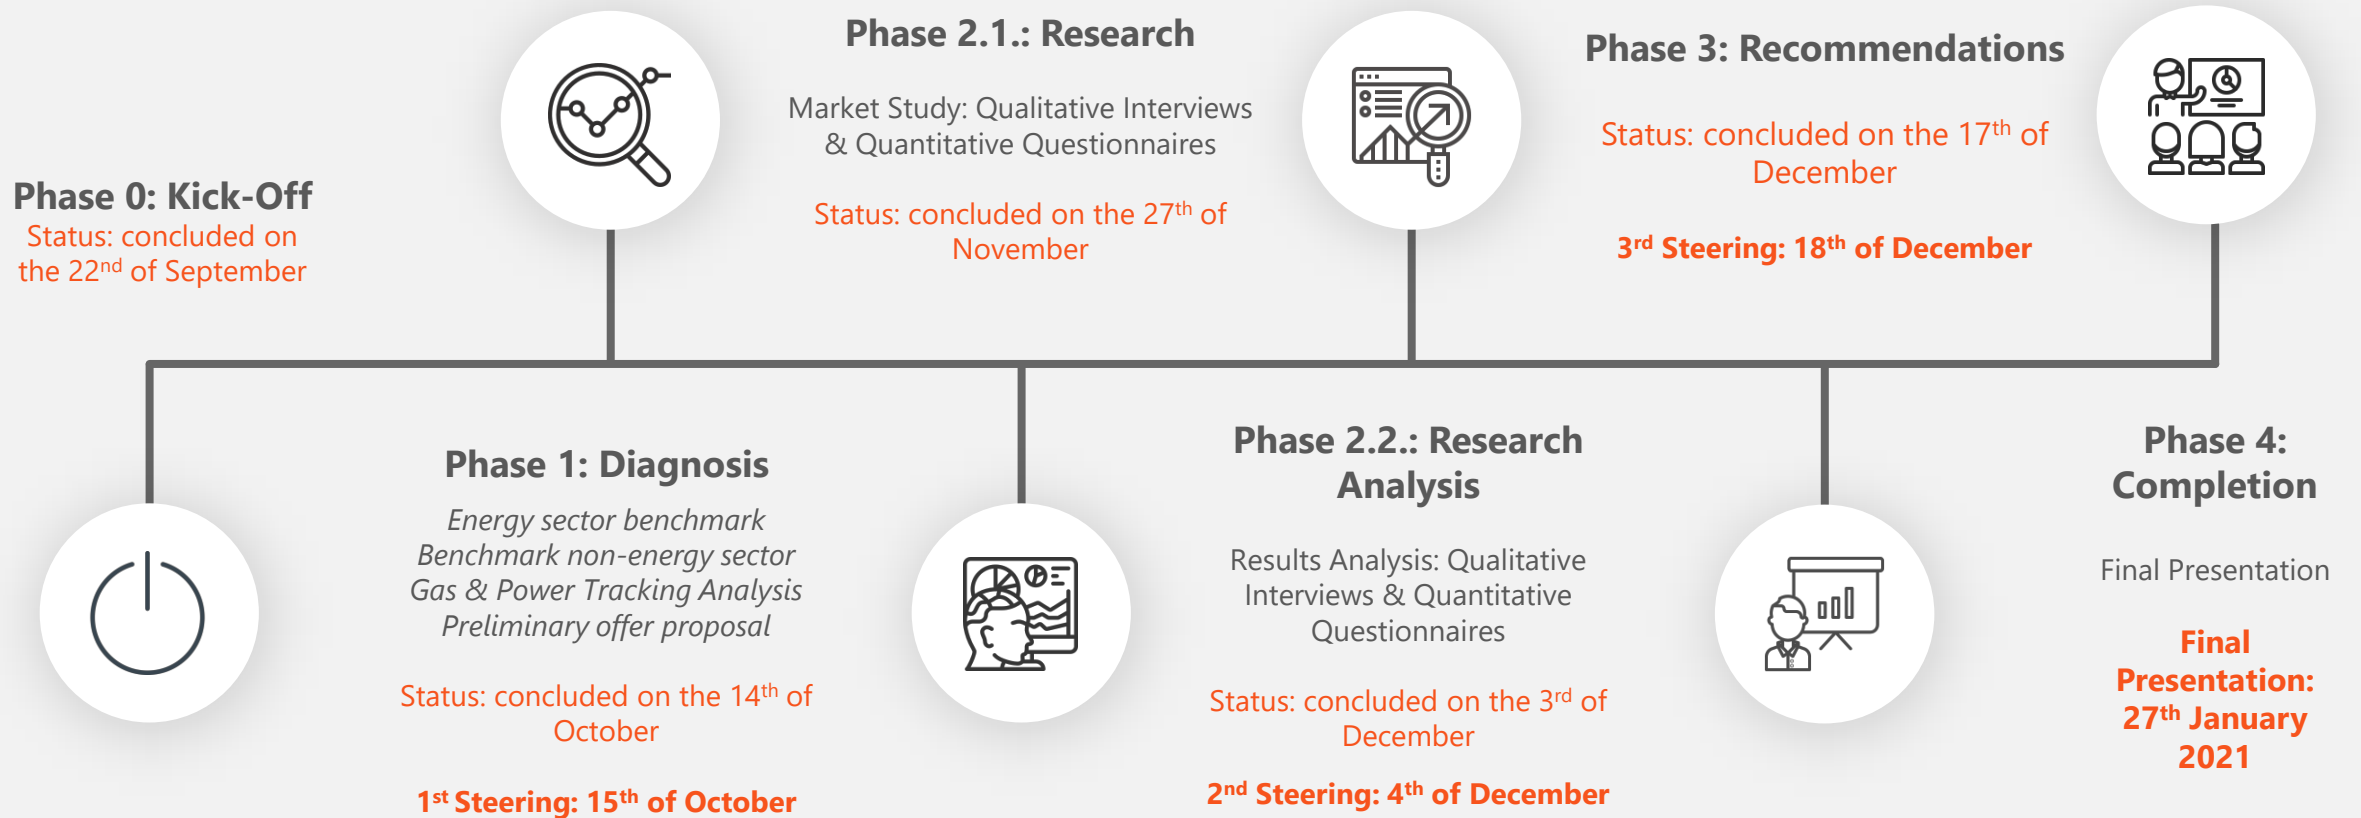 Phase 0: Kick-Off
Status: concluded on
the 22nd of September
Phase 1: Diagnosis
Energy sector benchmark
Benchmark non-energy sector
Gas & Power Tracking Analysis
Preliminary offer proposal
Status: concluded on the 14th of
October
1st Steering: 15th of October
Phase 2.1.: Research
Market Study: Qualitative Interviews
& Quantitative Questionnaires
Status: concluded on the 27th of
November
Phase 2.2.: Research
Analysis
Results Analysis: Qualitative
Interviews & Quantitative
Questionnaires
Status: concluded on the 3rd of
December
2nd Steering: 4th of December
Phase 3: Recommendations
Status: concluded on the 17th of
December
3rd Steering: 18th of December
Phase 4:
Completion
Final Presentation
Final
Presentation:
27th January
2021